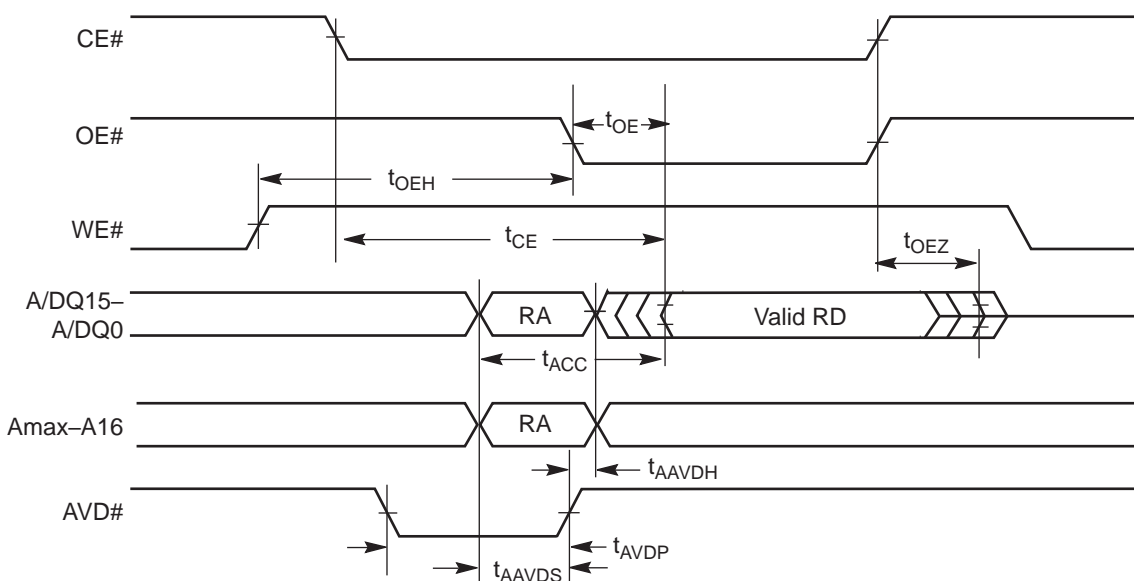 CE#
OE#
tOE
tOEH
WE#
tCE
tOEZ
A/DQ15–
A/DQ0
RA
Valid RD
tACC
Amax–A16
RA
tAAVDH
AVD#
tAVDP
tAAVDS